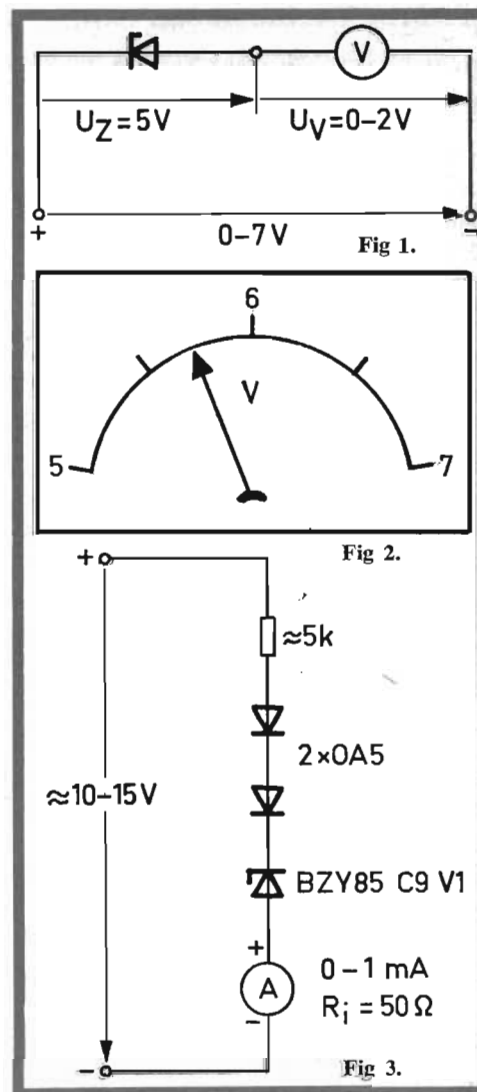 V
U_Z=5V
U_V=0–2V
+
0–7V
−
Fig 1.
6
V
5
7
Fig 2.
+
≈5k
2×OA5
≈10–15V
BZY85 C9 V1
+
A
0–1 mA
R_i = 50 Ω
−
−
Fig 3.